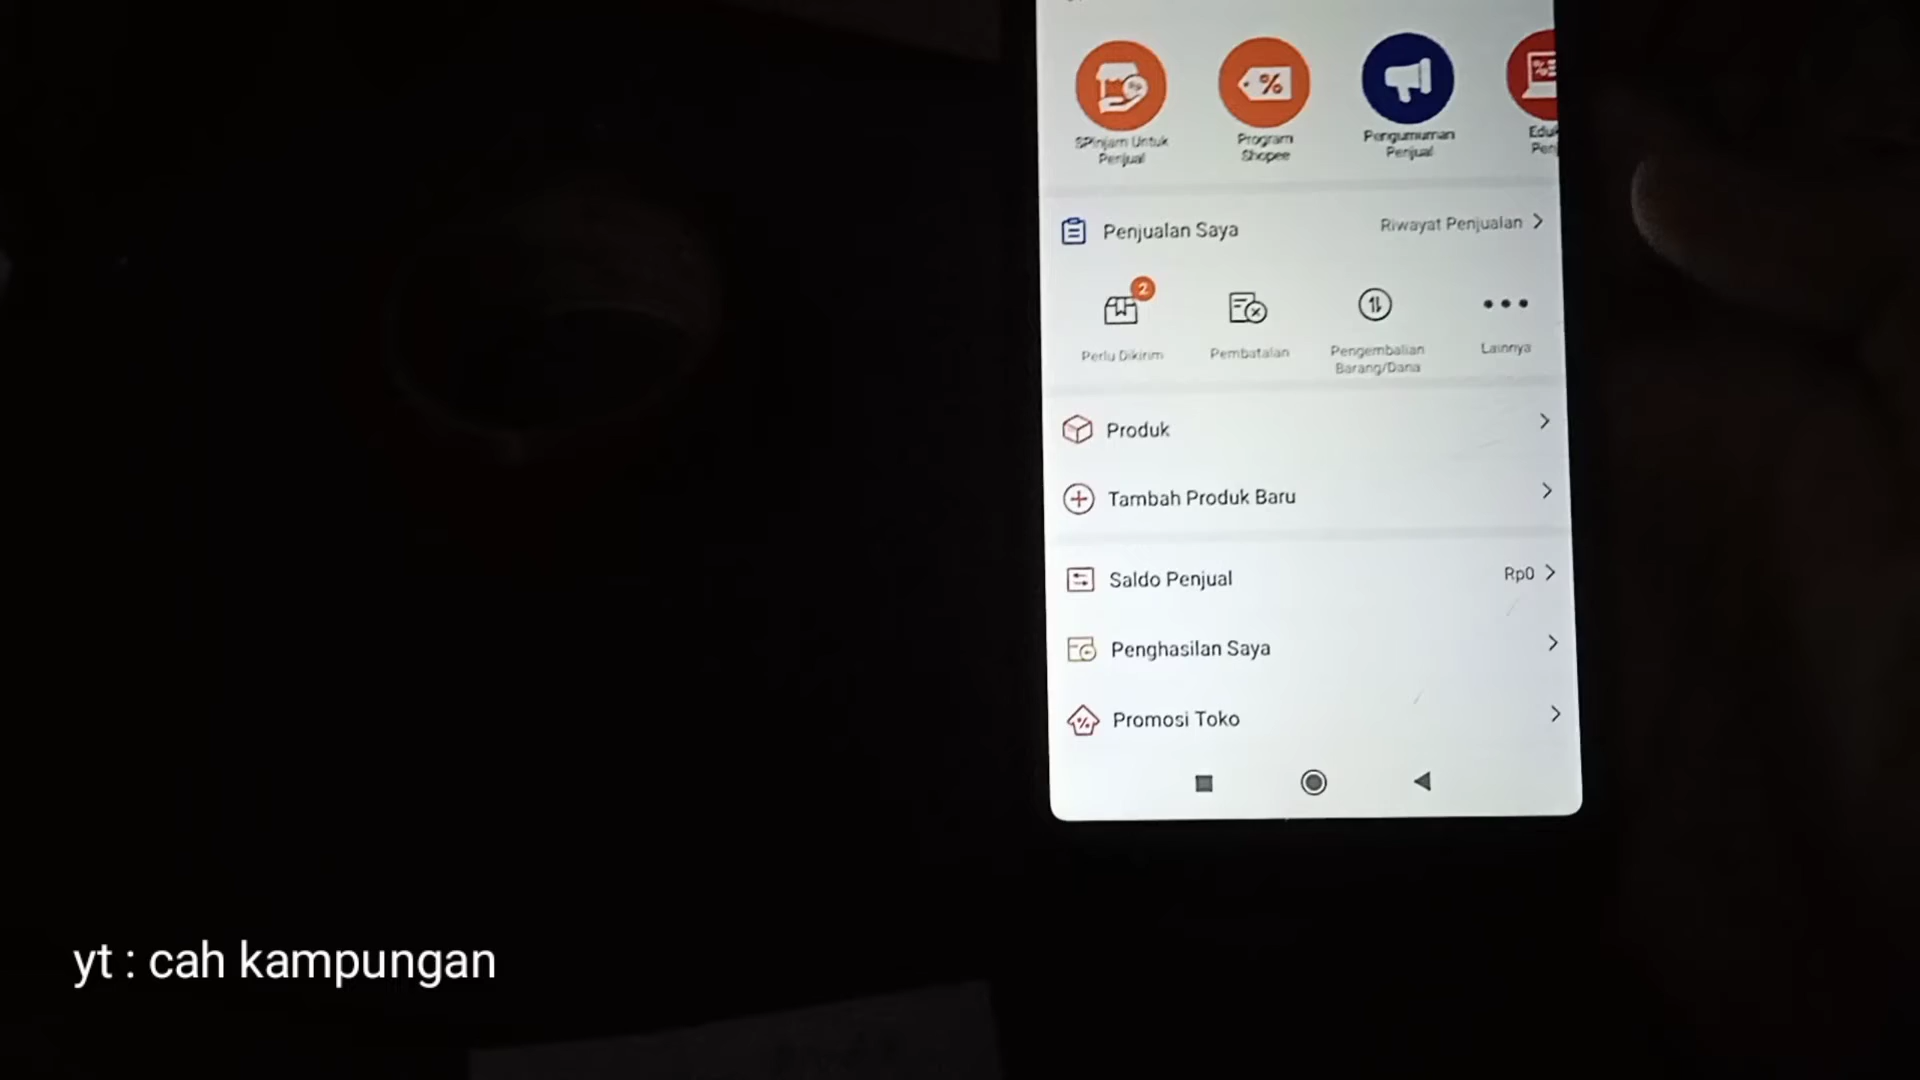 SPinjam Untuk
Penjual
Program
Shopee
Pengumuman
Penjual
Penjualan Saya
Riwayat Penjualan
2
Perlu Dikirim
Pembatalan
Pengembalian
Barang/Dana
Lainnya
Produk
Tambah Produk Baru
Saldo Penjual
Rp0
Penghasilan Saya
Promosi Toko
yt : cah kampungan